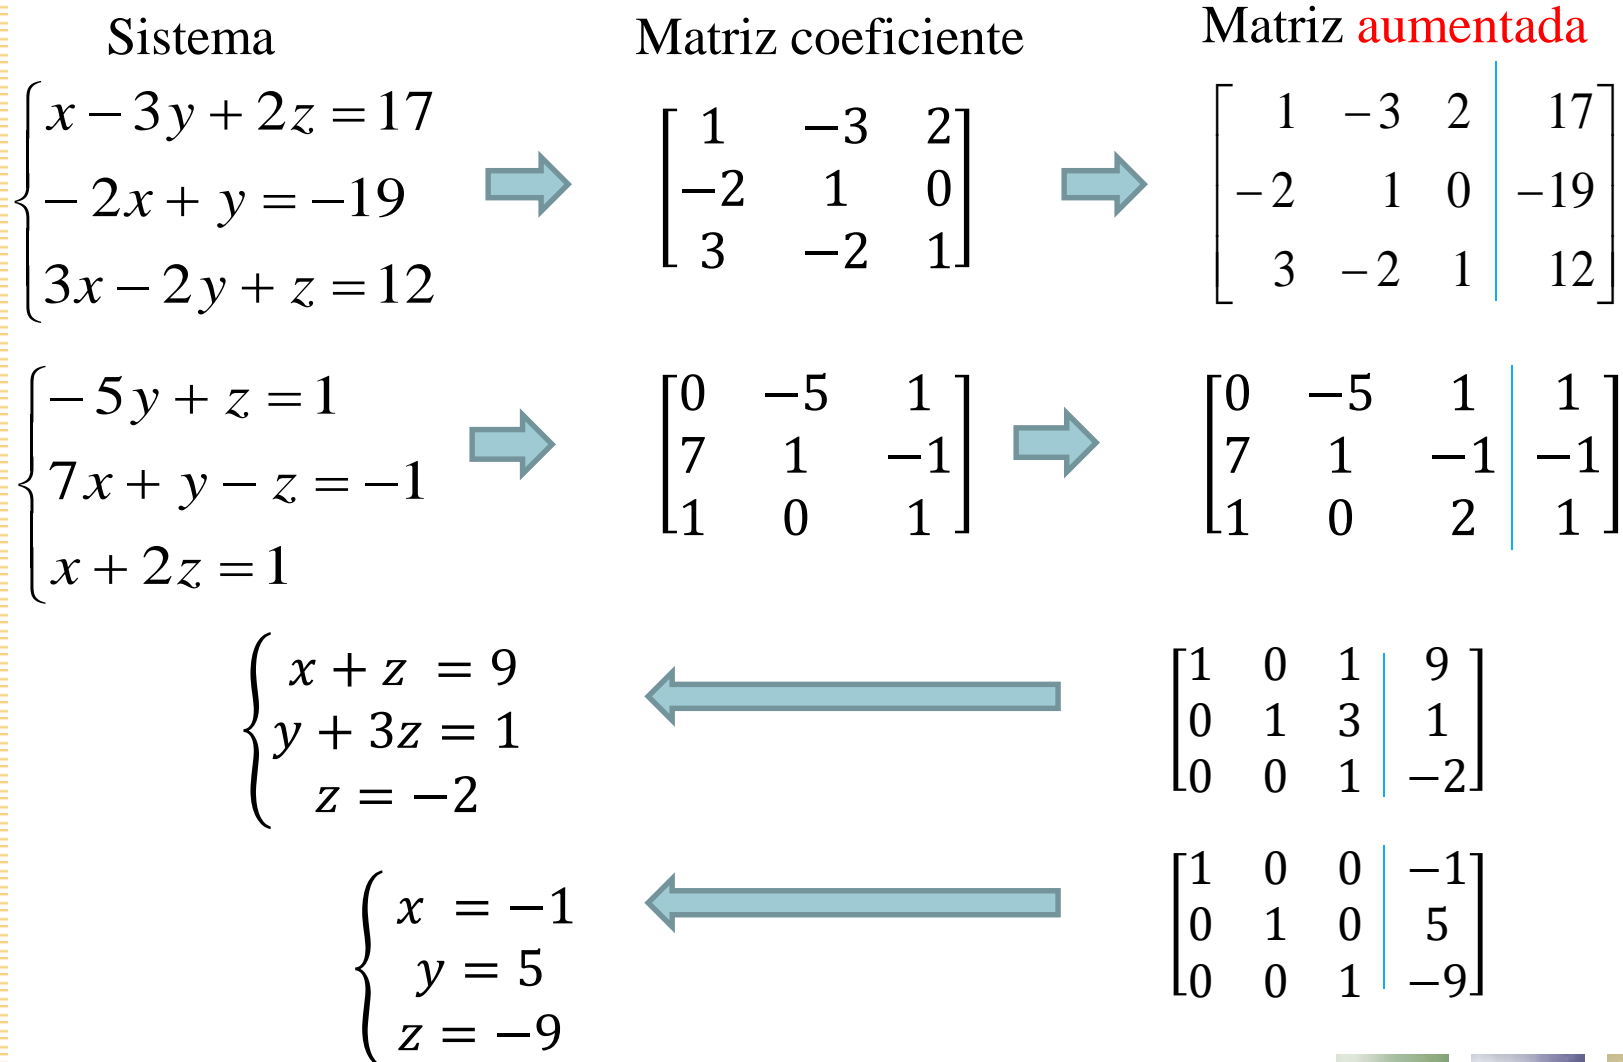 Sistema Matriz coeficiente Matriz aumentada
x − 3y + 2z = 17
− 2x + y = −19
3x − 2y + z = 12
1 −3 2
−2 1 0
3 −2 1
1 −3 2 17
−2 1 0 −19
3 −2 1 12
− 5y + z = 1
7x + y − z = −1
x + 2z = 1
0 −5 1
7 1 −1
1 0 1
0 −5 1 1
7 1 −1 −1
1 0 2 1
x + z = 9
y + 3z = 1
z = −2
1 0 1 9
0 1 3 1
0 0 1 −2
x = −1
y = 5
z = −9
1 0 0 −1
0 1 0 5
0 0 1 −9